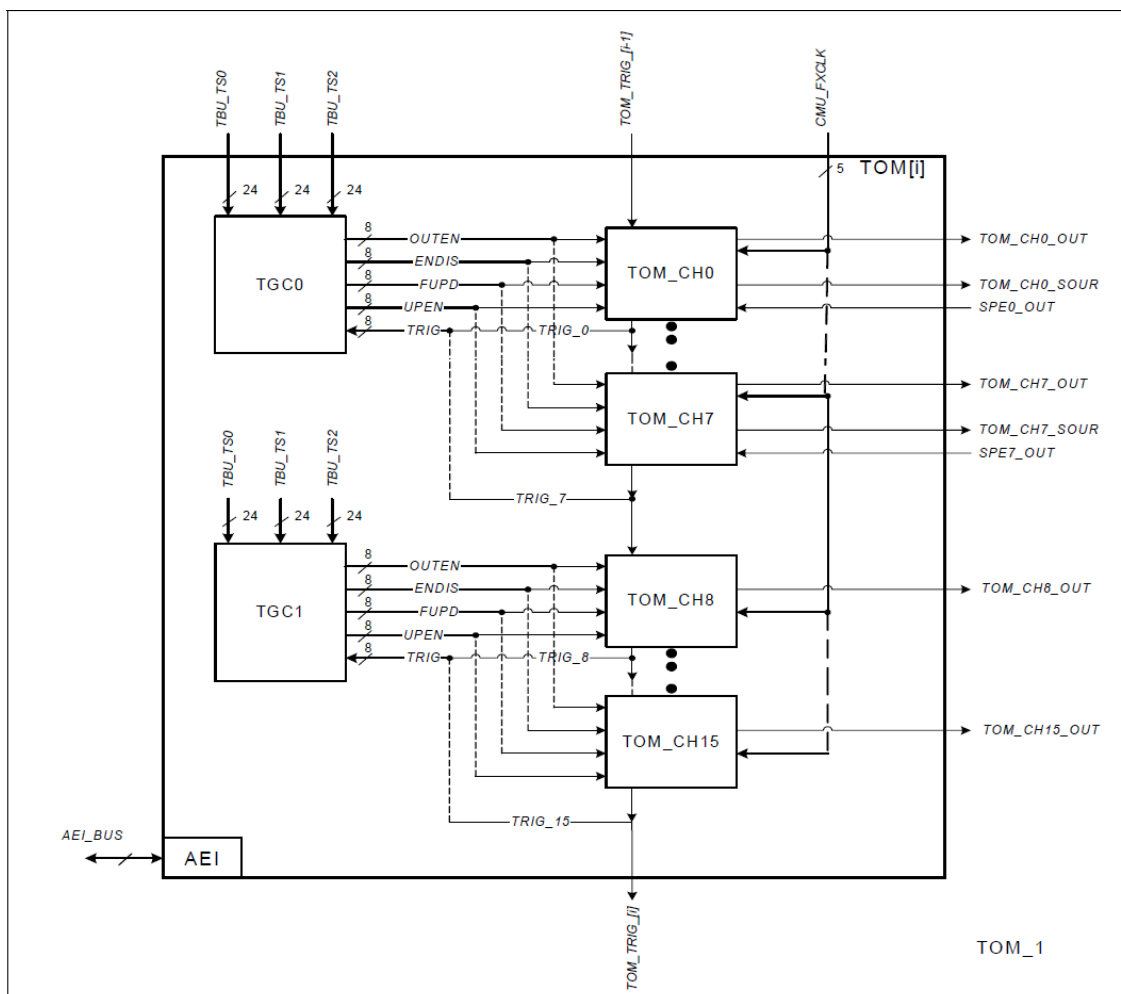 TBU_TS0
TBU_TS1
TBU_TS2
TOM_TRIG_[i-1]
CMU_FXCLK
5
TOM[i]
24
24
24
TGC0
8
OUTEN
8
ENDIS
8
FUPD
8
UPEN
8
TRIG
TRIG_0
TOM_CH0
TOM_CH0_OUT
TOM_CH0_SOUR
SPE0_OUT
TOM_CH7
TOM_CH7_OUT
TOM_CH7_SOUR
SPE7_OUT
TRIG_7
TBU_TS0
TBU_TS1
TBU_TS2
24
24
24
TGC1
8
OUTEN
8
ENDIS
8
FUPD
8
UPEN
8
TRIG
TRIG_8
TOM_CH8
TOM_CH8_OUT
TOM_CH15
TOM_CH15_OUT
TRIG_15
AEI_BUS
AEI
TOM_TRIG_[i]
TOM_1